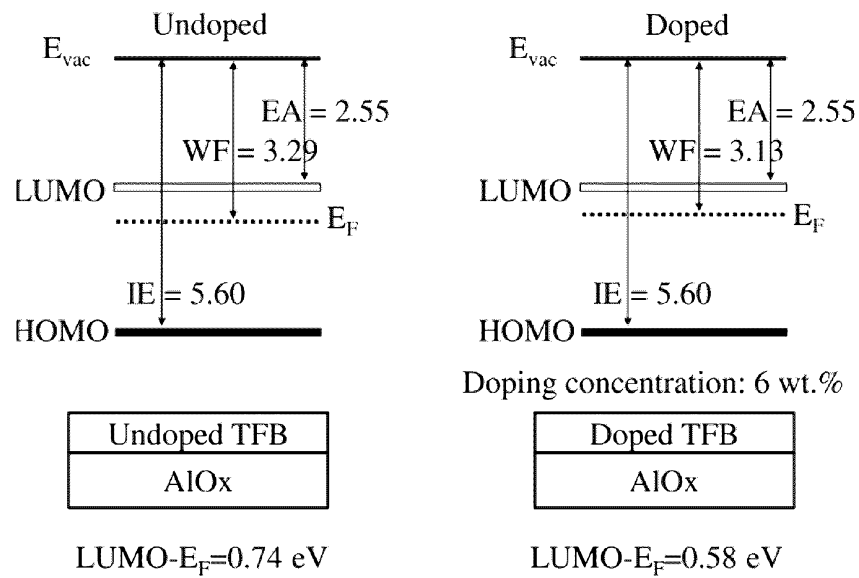 Undoped
E_vac
EA = 2.55
WF = 3.29
LUMO
E_F
IE = 5.60
HOMO
Undoped TFB
AlOx
LUMO-E_F=0.74 eV
Doped
E_vac
EA = 2.55
WF = 3.13
LUMO
E_F
IE = 5.60
HOMO
Doping concentration: 6 wt.%
Doped TFB
AlOx
LUMO-E_F=0.58 eV